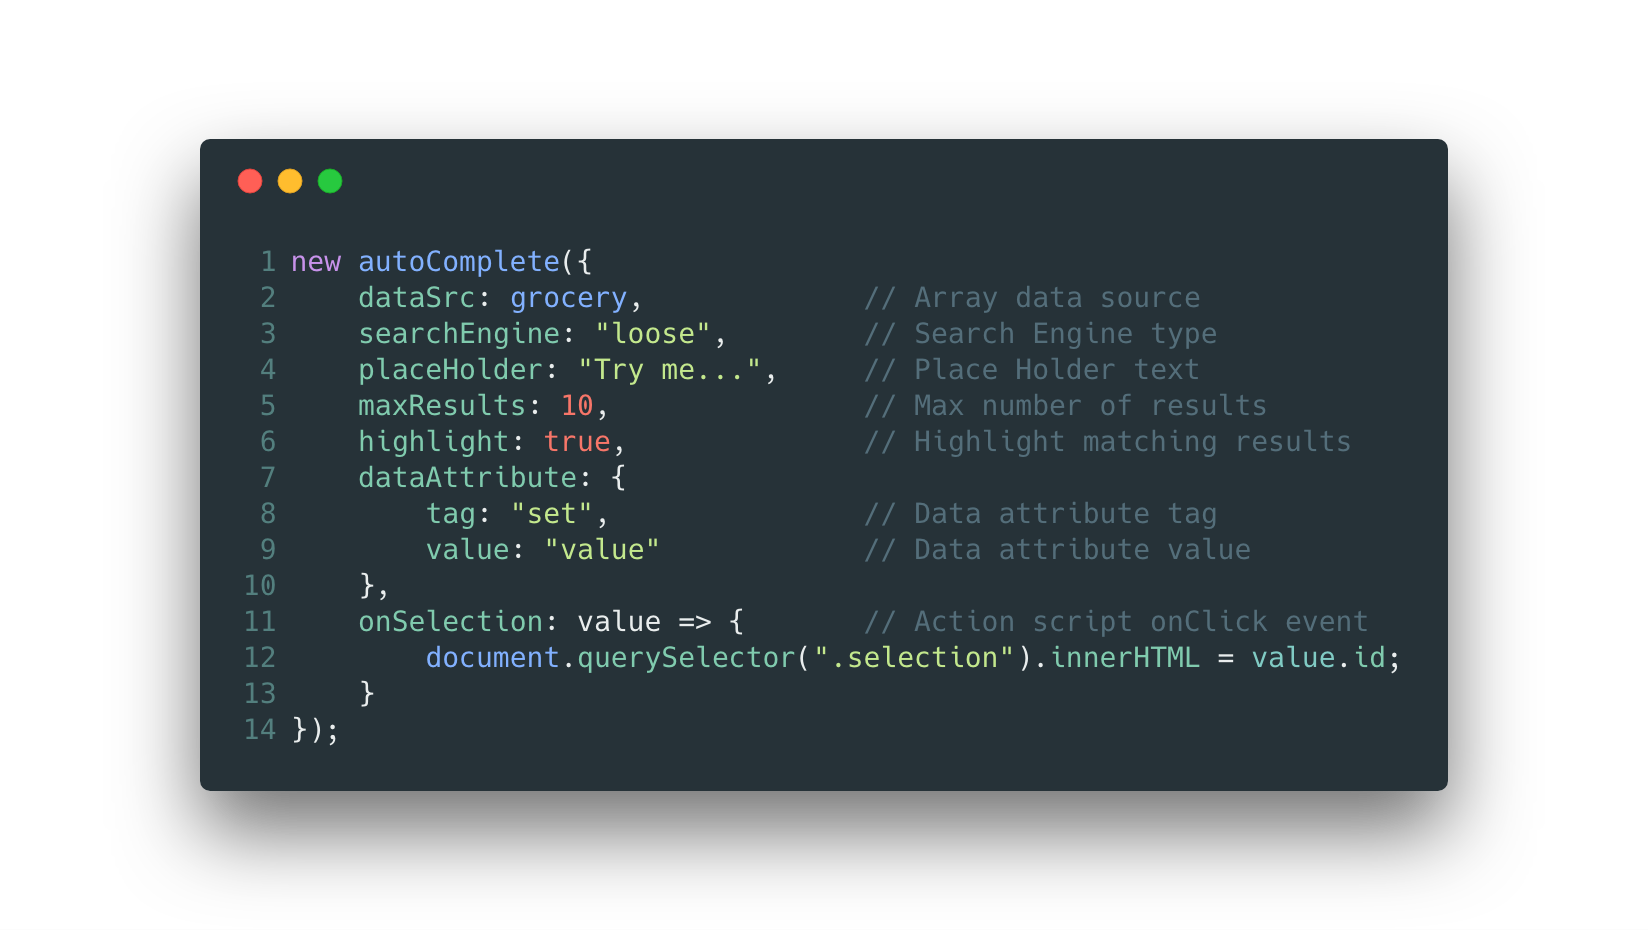 1 new autoComplete({
2     dataSrc: grocery,             // Array data source
3     searchEngine: "loose",        // Search Engine type
4     placeHolder: "Try me...",     // Place Holder text
5     maxResults: 10,               // Max number of results
6     highlight: true,              // Highlight matching results
7     dataAttribute: {
8         tag: "set",               // Data attribute tag
9         value: "value"            // Data attribute value
10     },
11     onSelection: value => {       // Action script onClick event
12         document.querySelector(".selection").innerHTML = value.id;
13     }
14 });